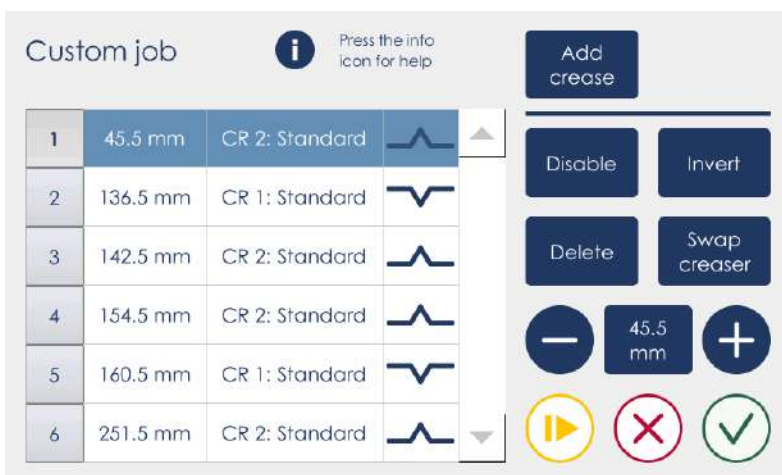 Custom job
i
Press the info
icon for help
Add
crease
1 45.5 mm CR 2: Standard
2 136.5 mm CR 1: Standard
3 142.5 mm CR 2: Standard
4 154.5 mm CR 2: Standard
5 160.5 mm CR 1: Standard
6 251.5 mm CR 2: Standard
Disable
Invert
Delete
Swap
creaser
45.5
mm